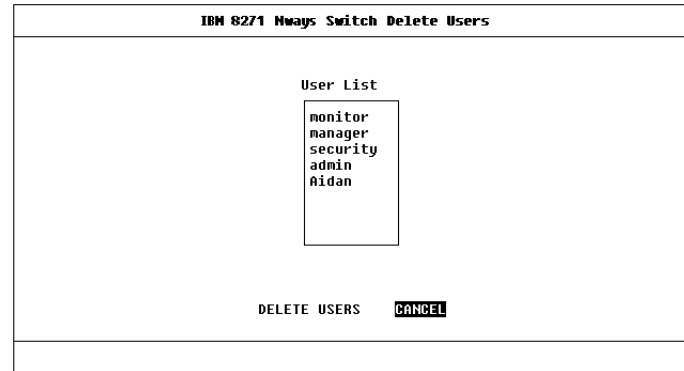 IBM 8271 Nways Switch Delete Users
User List
monitor
manager
security
admin
Aidan
DELETE USERS CANCEL